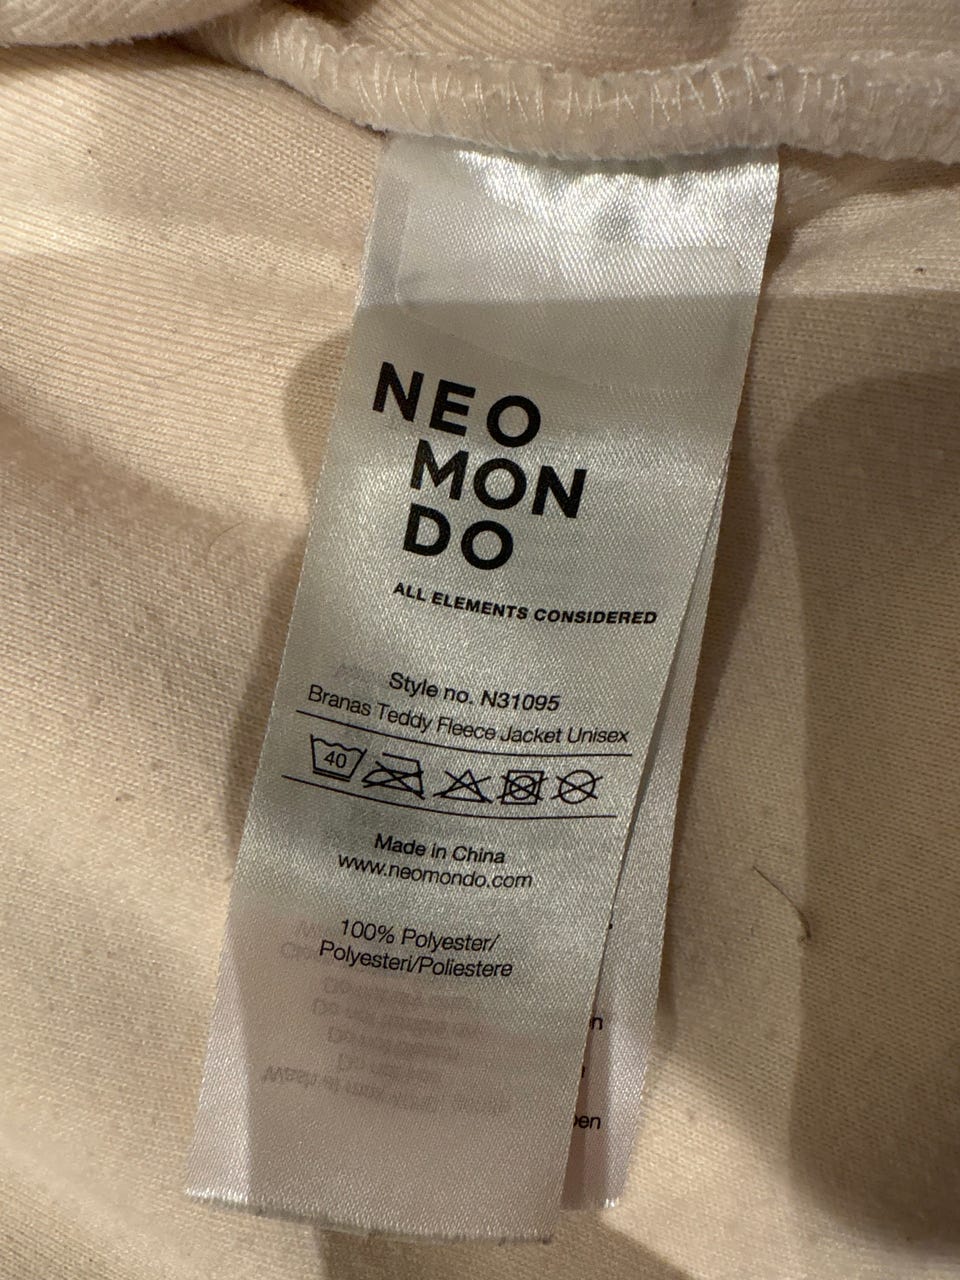 NEO
MON
DO
ALL ELEMENTS CONSIDERED
Style no. N31095
Branas Teddy Fleece Jacket Unisex
40
Made in China
www.neomondo.com
100% Polyester/
Polyesteri/Poliestere